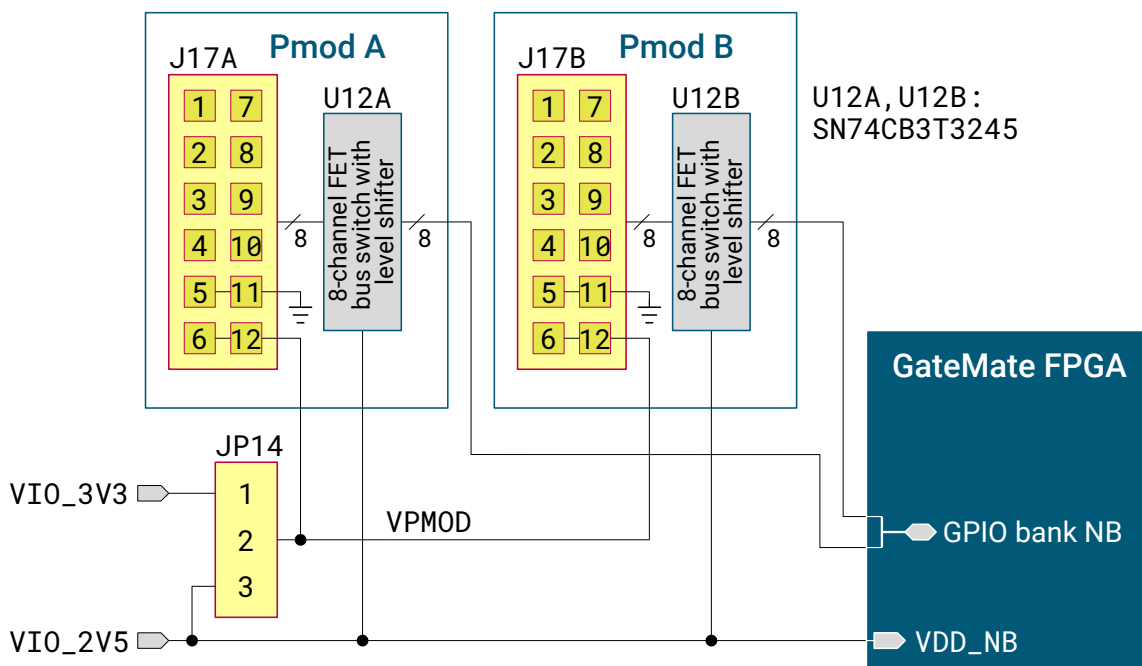 Pmod A
J17A
U12A
1 7
2 8
3 9
4 10
5 11
6 12
8-channel FET
bus switch with
level shifter
8
8
Pmod B
J17B
U12B
1 7
2 8
3 9
4 10
5 11
6 12
8-channel FET
bus switch with
level shifter
8
8
U12A,U12B:
SN74CB3T3245
GateMate FPGA
JP14
VIO_3V3
1
2
3
VPMOD
GPIO bank NB
VIO_2V5
VDD_NB